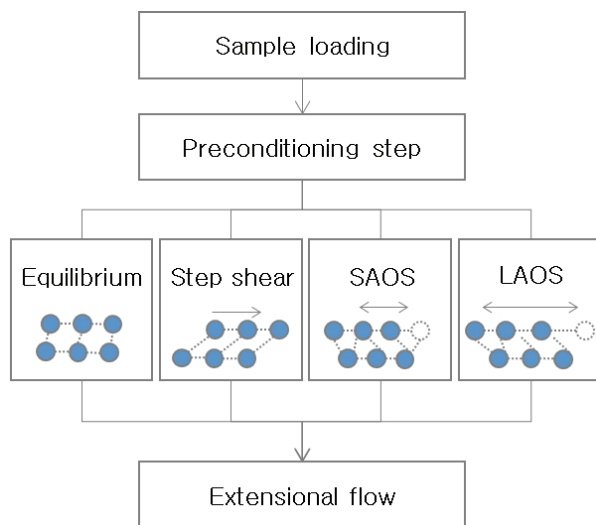 Sample loading
Preconditioning step
Equilibrium
Step shear
SAOS
LAOS
Extensional flow